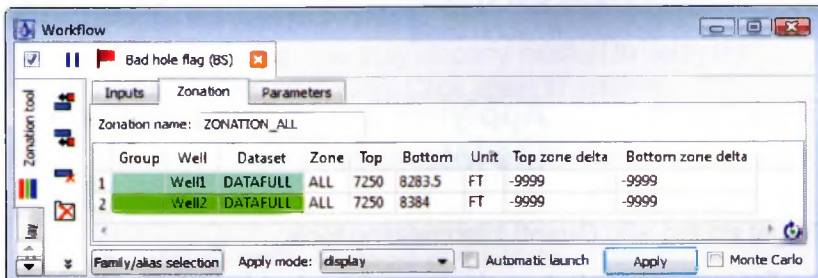 Workflow
Bad hole flag (BS)
Inputs Zonation Parameters
Zonation tool
Zonation name: ZONATION_ALL
Group Well Dataset Zone Top Bottom Unit Top zone delta Bottom zone delta
1 Well1 DATAFULL ALL 7250 8283.5 FT -9999 -9999
2 Well2 DATAFULL ALL 7250 8384 FT -9999 -9999
Family/alias selection Apply mode: display Automatic launch Apply Monte Carlo